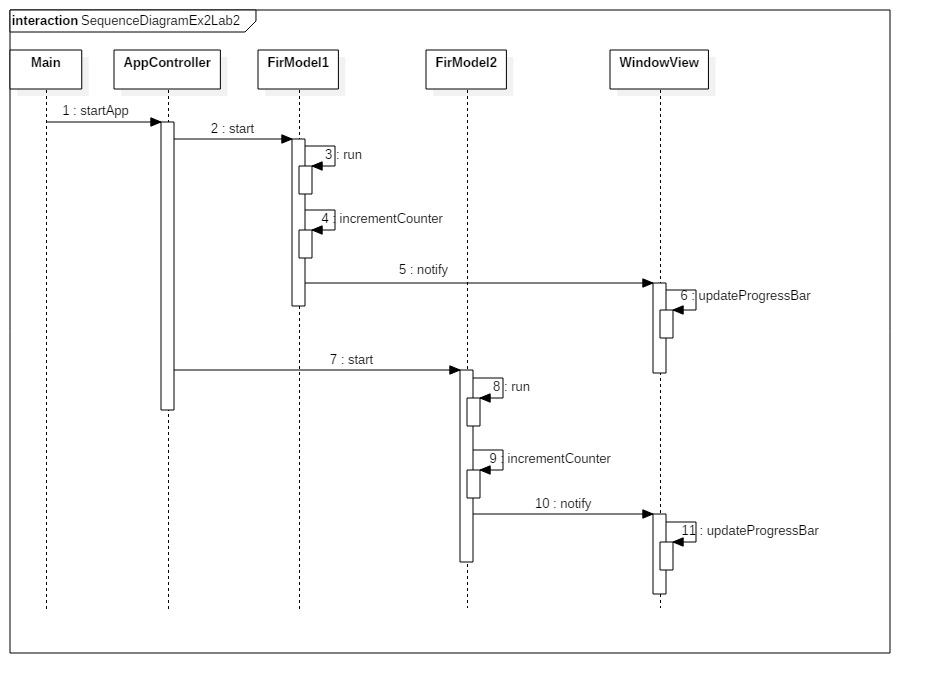 interaction SequenceDiagramEx2Lab2
Main
AppController
FirModel1
FirModel2
WindowView
1 : startApp
2 : start
3 : run
4 : incrementCounter
5 : notify
6 : updateProgressBar
7 : start
8 : run
9 : incrementCounter
10 : notify
11 : updateProgressBar